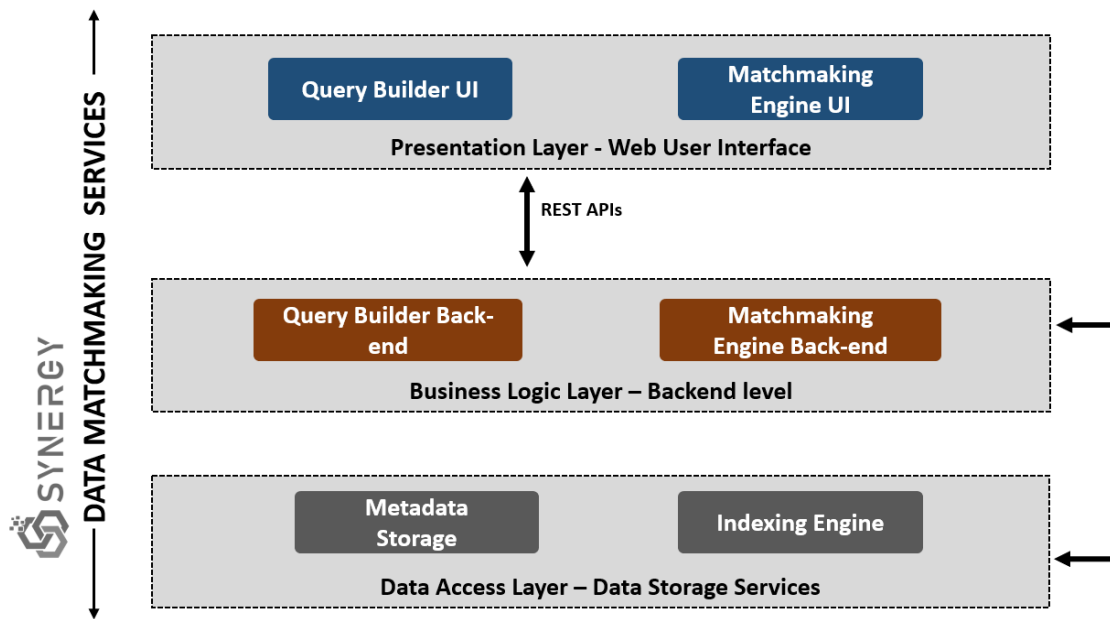 Query Builder UI
Matchmaking
Engine UI
Presentation Layer - Web User Interface
REST APIs
Query Builder Back-
end
Matchmaking
Engine Back-end
Business Logic Layer – Backend level
Metadata
Storage
Indexing Engine
Data Access Layer – Data Storage Services
SYNERGY
DATA MATCHMAKING SERVICES